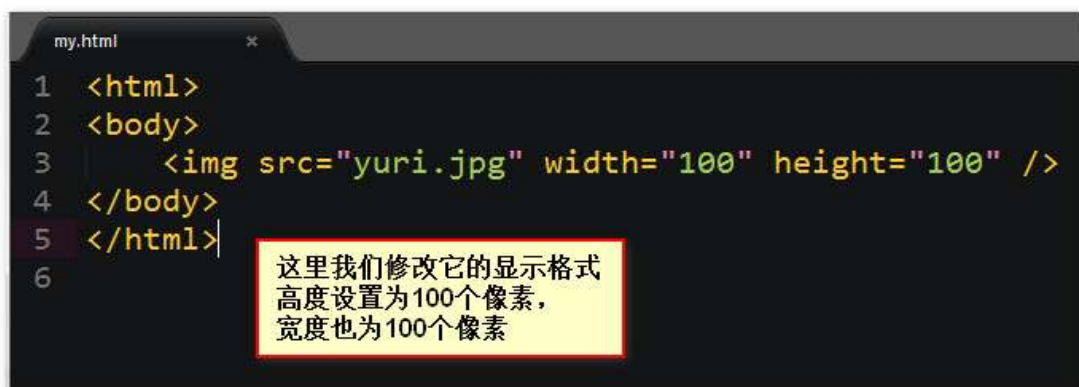 my.html ×
1 <html>
2 <body>
3 <img src="yuri.jpg" width="100" height="100" />
4 </body>
5 </html>
6
这里我们修改它的显示格式
高度设置为100个像素，
宽度也为100个像素